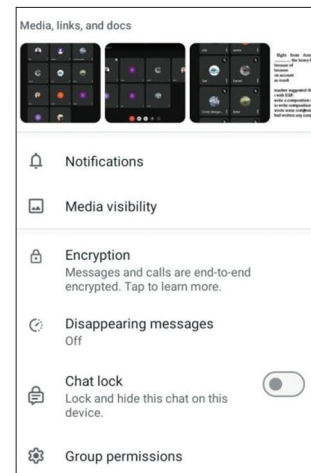 Media, links, and docs
Notifications
Media visibility
Encryption
Messages and calls are end-to-end
encrypted. Tap to learn more.
Disappearing messages
Off
Chat lock
Lock and hide this chat on this
device.
Group permissions